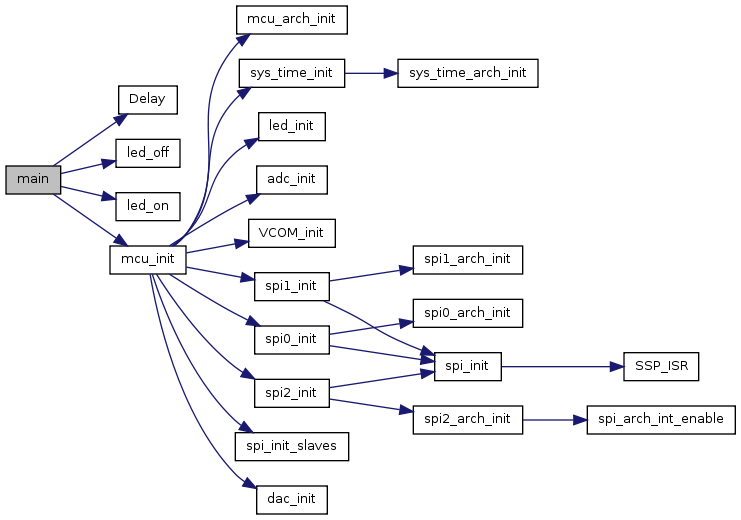 main
Delay
led_off
led_on
mcu_init
mcu_arch_init
sys_time_init
sys_time_arch_init
led_init
adc_init
VCOM_init
spi1_init
spi1_arch_init
spi0_init
spi0_arch_init
spi_init
SSP_ISR
spi2_init
spi2_arch_init
spi_arch_int_enable
spi_init_slaves
dac_init